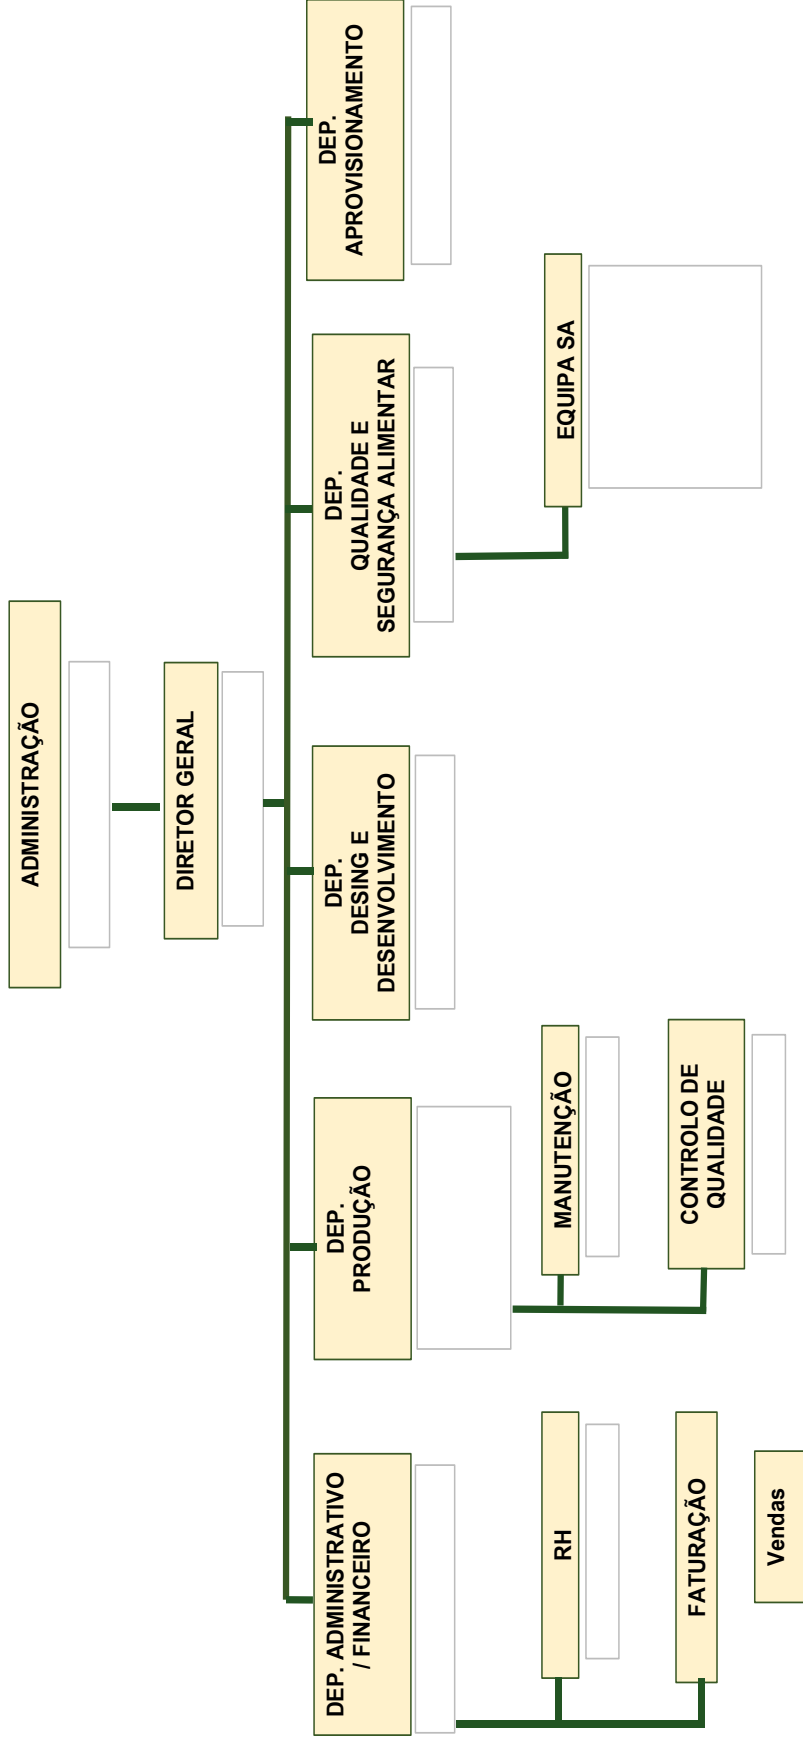 ADMINISTRAÇÃO
DIRETOR GERAL
DEP. ADMINISTRATIVO
/ FINANCEIRO
DEP.
PRODUÇÃO
DEP.
DESING E
DESENVOLVIMENTO
DEP.
QUALIDADE E
SEGURANÇA ALIMENTAR
DEP.
APROVISIONAMENTO
RH
MANUTENÇÃO
EQUIPA SA
FATURAÇÃO
CONTROLO DE
QUALIDADE
Vendas